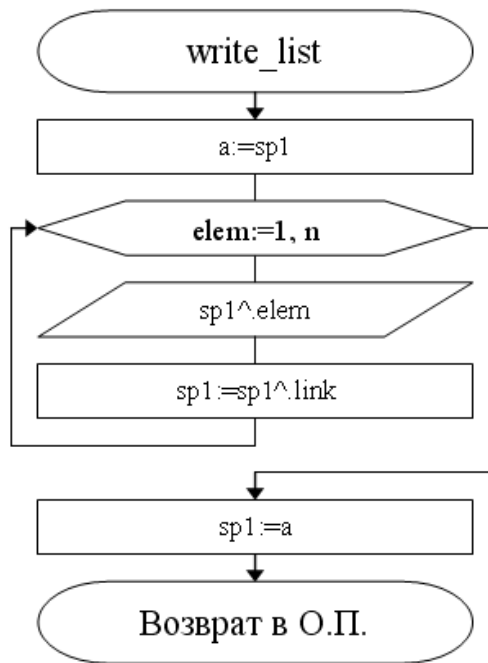 write_list
a:=sp1
elem:=1, n
sp1^.elem
sp1:=sp1^.link
sp1:=a
Возврат в О.П.